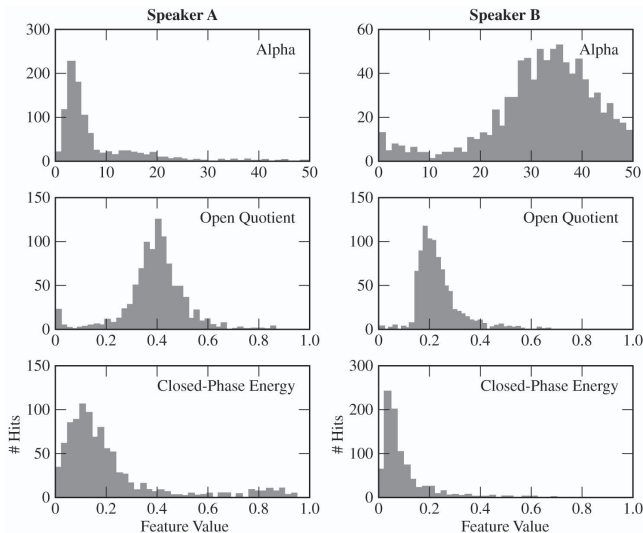 Speaker A
Speaker B
300
200
100
0
Alpha
0 10 20 30 40 50
60
40
20
0
Alpha
0 10 20 30 40 50
150
100
50
0
Open Quotient
0 0.2 0.4 0.6 0.8 1.0
150
100
50
0
Open Quotient
0 0.2 0.4 0.6 0.8 1.0
150
100
50
0
# Hits
Closed-Phase Energy
0 0.2 0.4 0.6 0.8 1.0
Feature Value
300
200
100
0
# Hits
Closed-Phase Energy
0 0.2 0.4 0.6 0.8 1.0
Feature Value